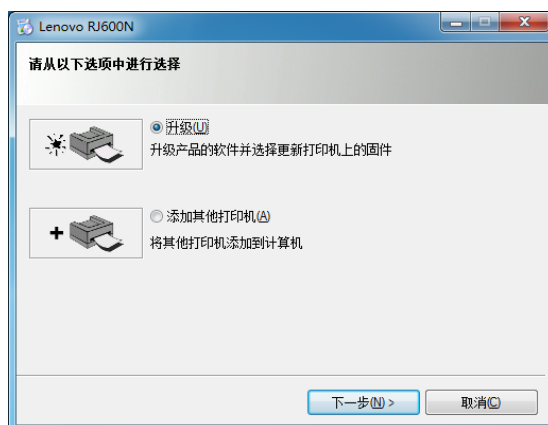 Lenovo RJ600N
请从以下选项中进行选择
升级(U)
升级产品的软件并选择更新打印机上的固件
添加其他打印机(A)
将其他打印机添加到计算机
下一步(N) >
取消(C)